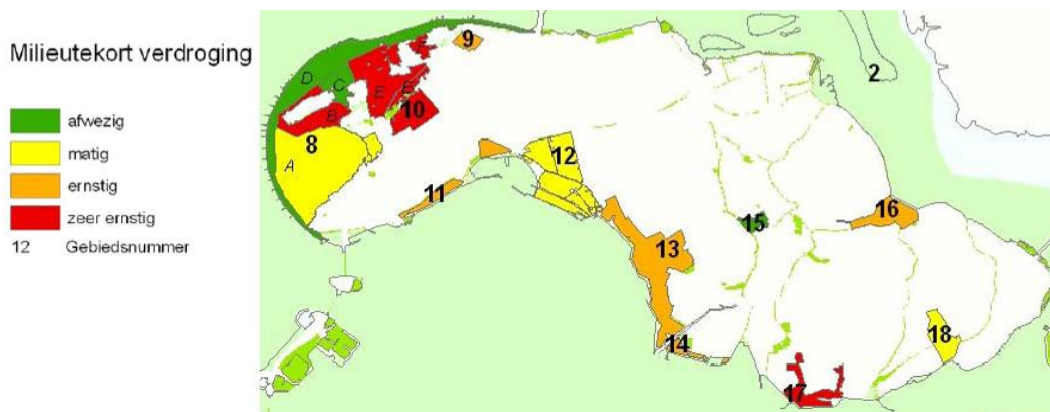 Milieutekort verdroging
afwezig
matig
ernstig
zeer ernstig
12 Gebiedsnummer
9
2
D
C
E
E
E
10
B
8
A
12
11
15
16
13
14
18
17